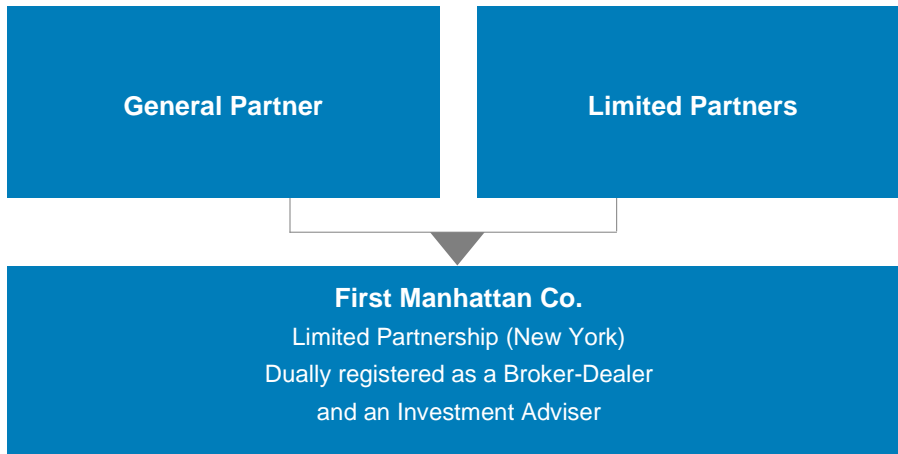 General Partner
Limited Partners
First Manhattan Co.
Limited Partnership (New York)
Dually registered as a Broker-Dealer
and an Investment Adviser